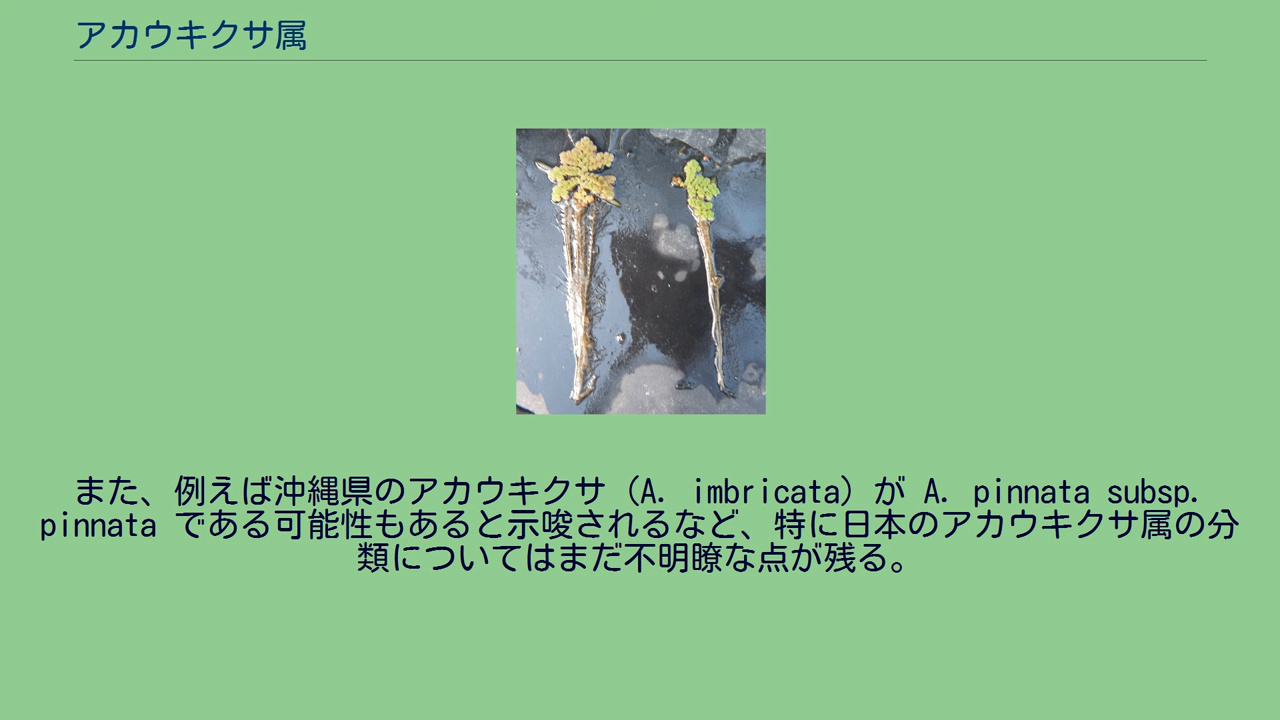 アカウキクサ属
また、例えば沖縄県のアカウキクサ（A. imbricata）が A. pinnata subsp.
pinnata である可能性もあると示唆されるなど、特に日本のアカウキクサ属の分
類についてはまだ不明瞭な点が残る。